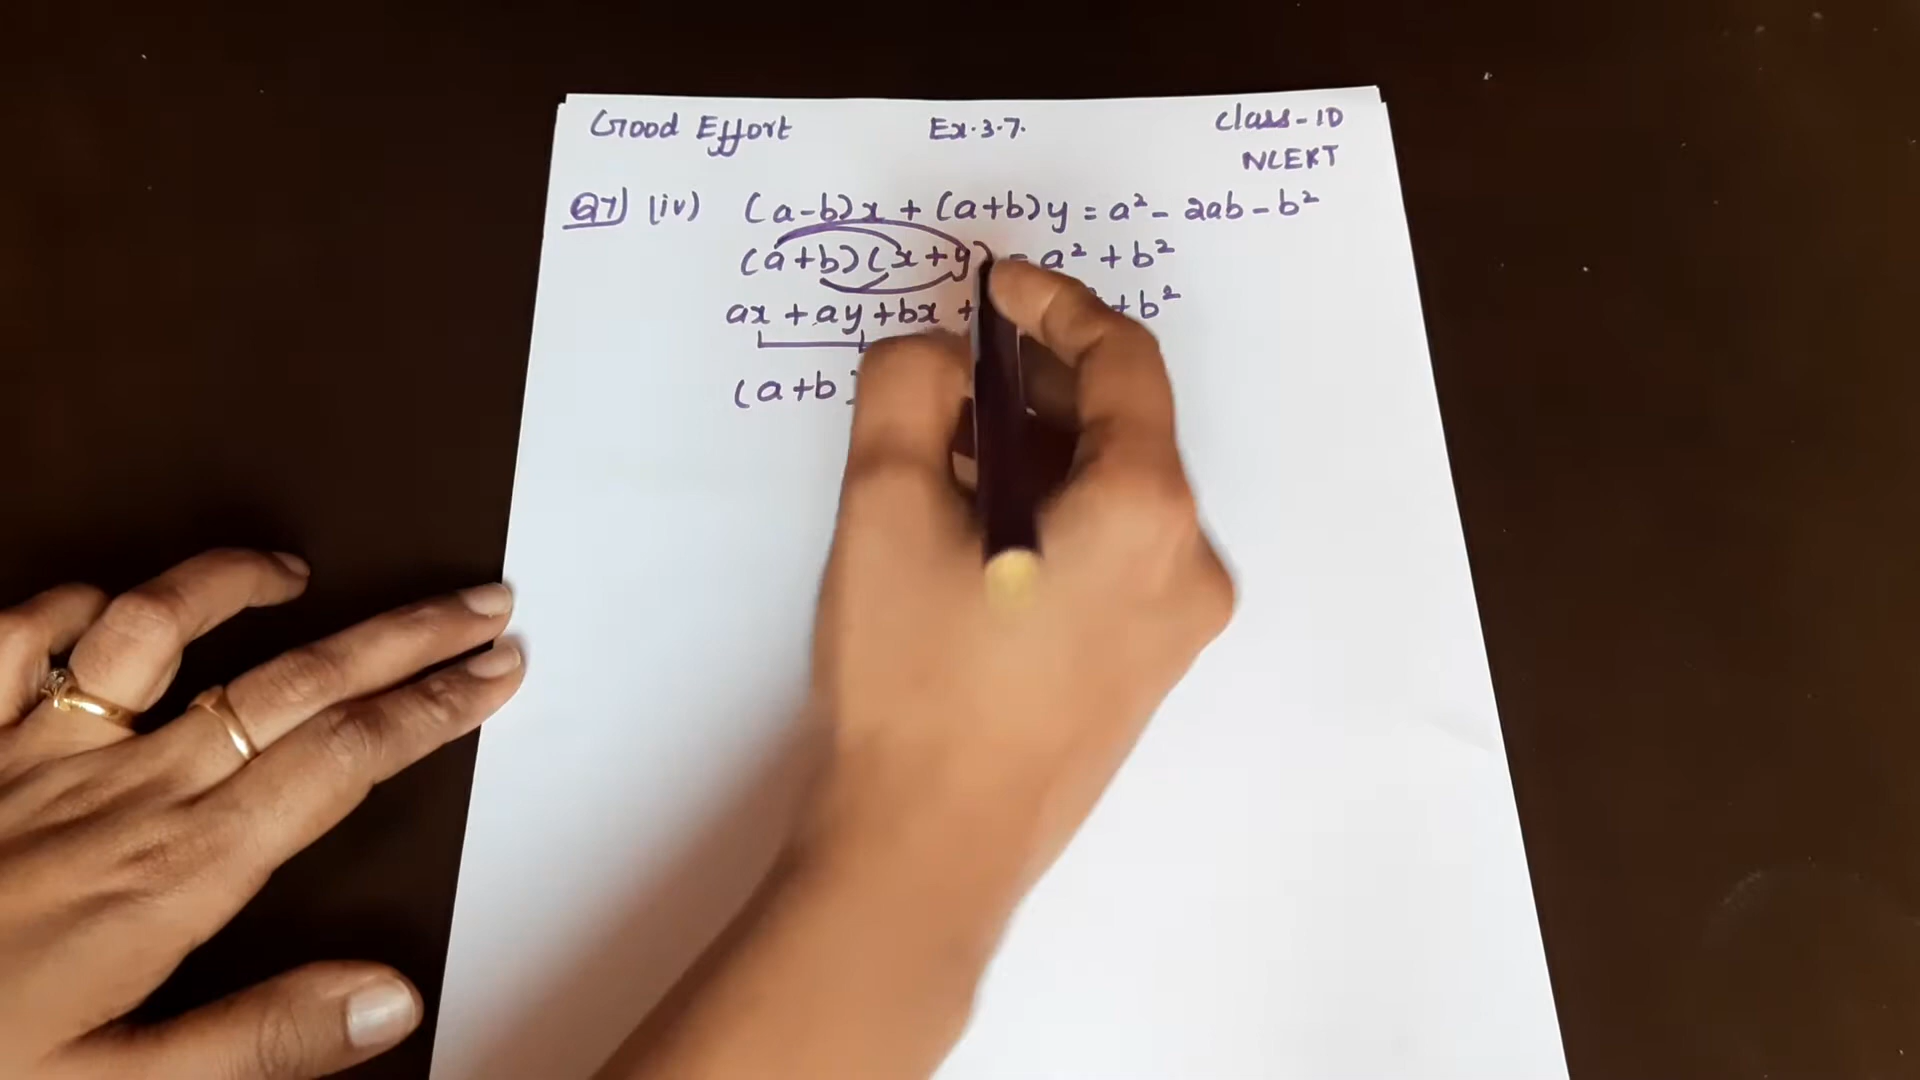 Good Effort Ex.3.7. Class-10
NCERT
Q7) (iv) (a-b)x + (a+b)y = a² - 2ab - b²
(a+b)(x+y) = a² + b²
ax + ay + bx + + b²
(a+b)